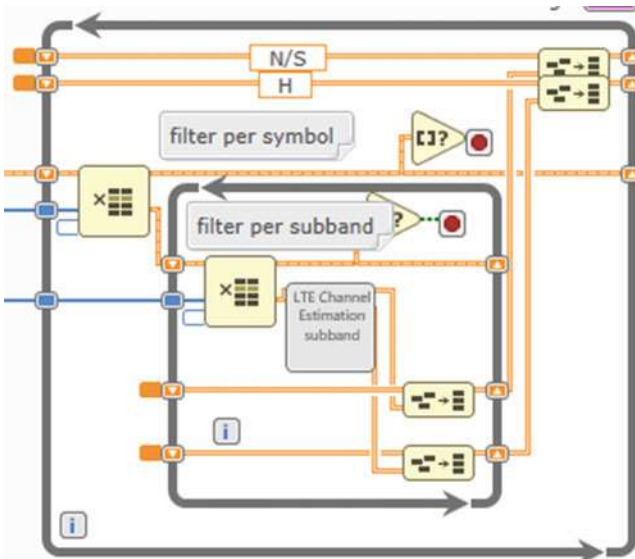 N/S
H
filter per symbol
[]?
filter per subband
?
×
×
LTE Channel
Estimation
subband
i
i